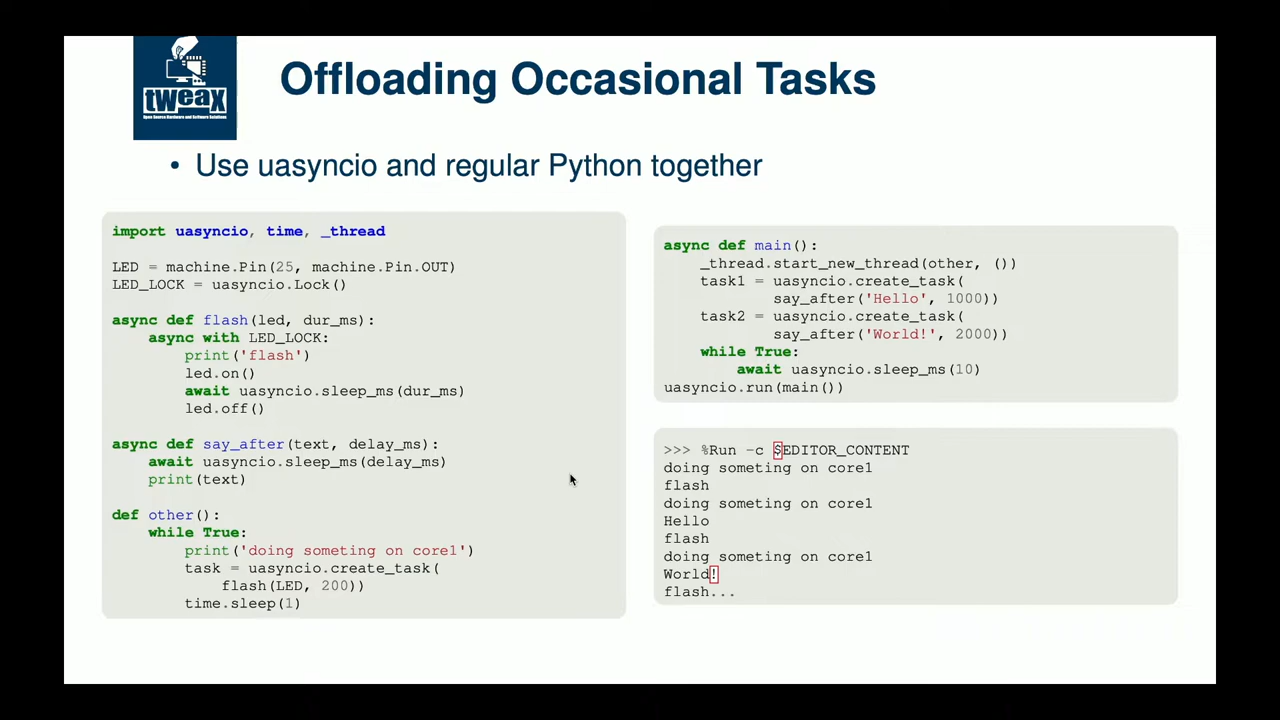 tweax
Open Source Hardware and Software Solutions
Offloading Occasional Tasks
• Use uasyncio and regular Python together
import uasyncio, time, _thread
LED = machine.Pin(25, machine.Pin.OUT)
LED_LOCK = uasyncio.Lock()
async def flash(led, dur_ms):
    async with LED_LOCK:
        print('flash')
        led.on()
        await uasyncio.sleep_ms(dur_ms)
        led.off()
async def say_after(text, delay_ms):
    await uasyncio.sleep_ms(delay_ms)
    print(text)
def other():
    while True:
        print('doing someting on core1')
        task = uasyncio.create_task(
            flash(LED, 200))
        time.sleep(1)
async def main():
    _thread.start_new_thread(other, ())
    task1 = uasyncio.create_task(
            say_after('Hello', 1000))
    task2 = uasyncio.create_task(
            say_after('World!', 2000))
    while True:
        await uasyncio.sleep_ms(10)
uasyncio.run(main())
>>> %Run -c $EDITOR_CONTENT
doing someting on core1
flash
doing someting on core1
Hello
flash
doing someting on core1
World!
flash...